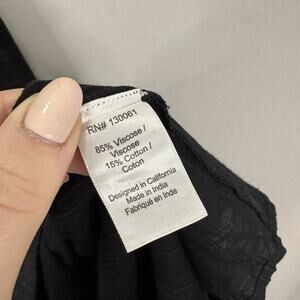 RN# 130061
85% Viscose /
Viscose
15% Cotton /
Coton
Designed in California
Made in India
Fabriqué en Inde